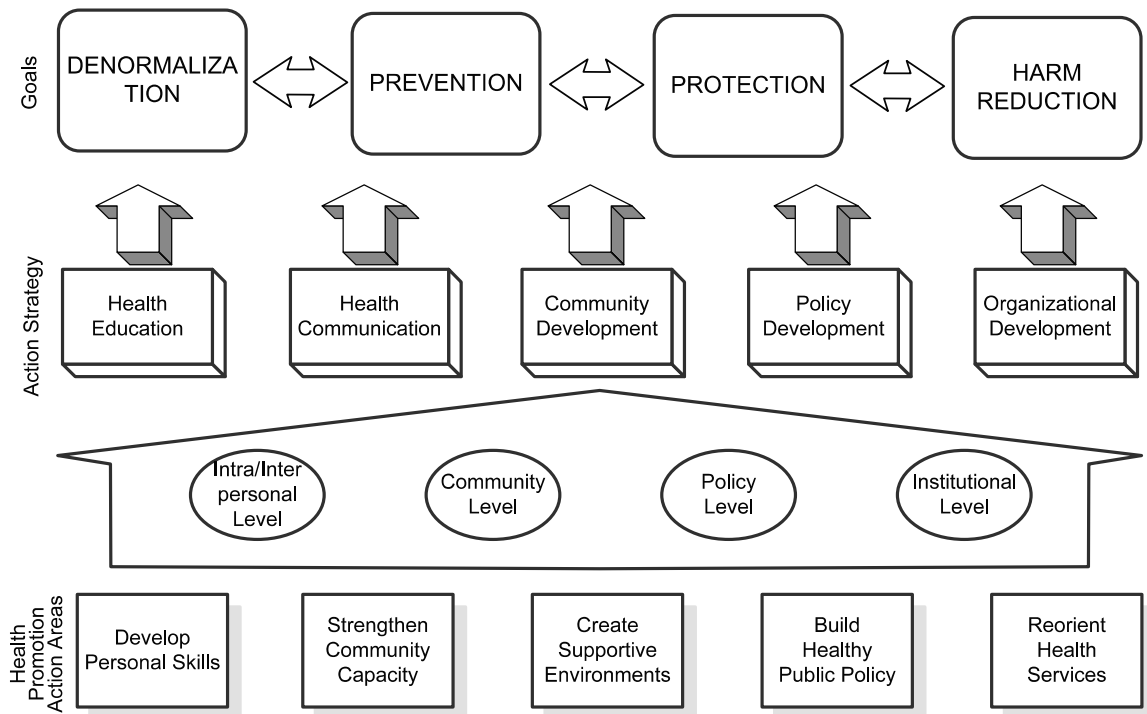 Goals
DENORMALIZA
TION
PREVENTION
PROTECTION
HARM
REDUCTION
Action Strategy
Health
Education
Health
Communication
Community
Development
Policy
Development
Organizational
Development
Intra/Inter
personal
Level
Community
Level
Policy
Level
Institutional
Level
Health
Promotion
Action Areas
Develop
Personal Skills
Strengthen
Community
Capacity
Create
Supportive
Environments
Build
Healthy
Public Policy
Reorient
Health
Services